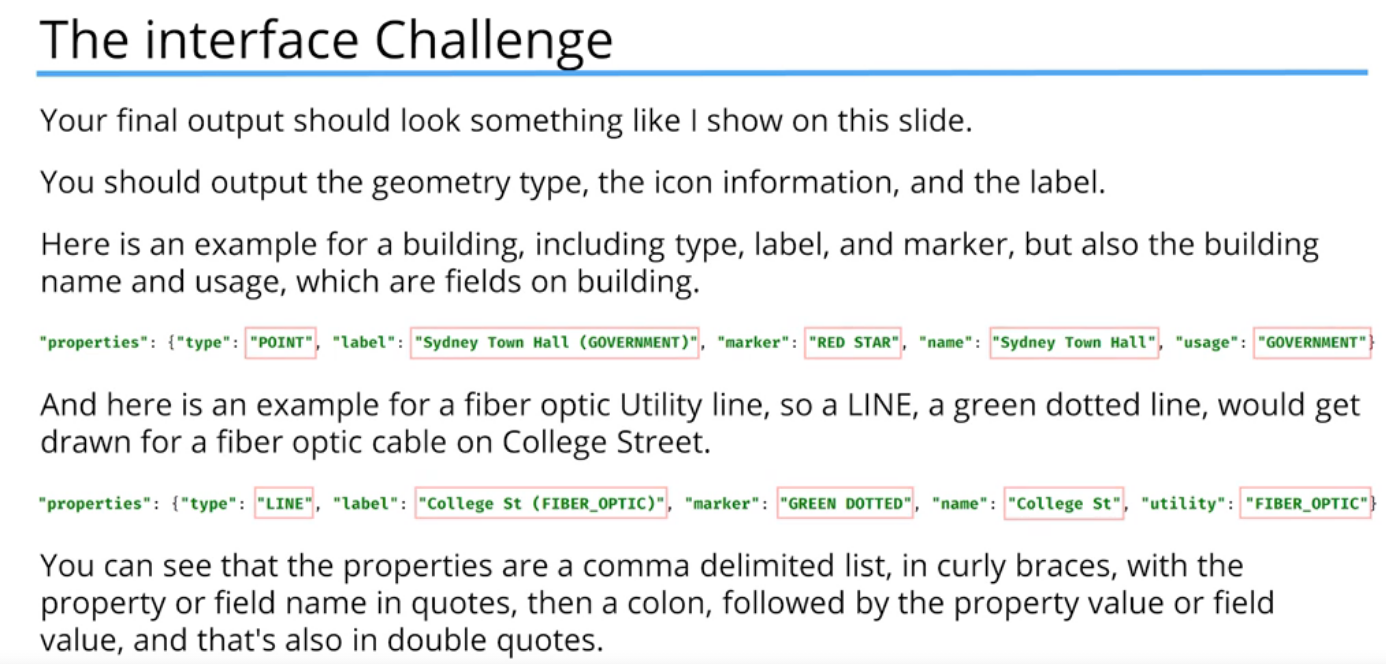 The interface Challenge
Your final output should look something like I show on this slide.
You should output the geometry type, the icon information, and the label.
Here is an example for a building, including type, label, and marker, but also the building
name and usage, which are fields on building.
"properties": {"type": "POINT", "label": "Sydney Town Hall (GOVERNMENT)", "marker": "RED STAR", "name": "Sydney Town Hall", "usage": "GOVERNMENT"}
And here is an example for a fiber optic Utility line, so a LINE, a green dotted line, would get
drawn for a fiber optic cable on College Street.
"properties": {"type": "LINE", "label": "College St (FIBER_OPTIC)", "marker": "GREEN DOTTED", "name": "College St", "utility": "FIBER_OPTIC"}
You can see that the properties are a comma delimited list, in curly braces, with the
property or field name in quotes, then a colon, followed by the property value or field
value, and that's also in double quotes.